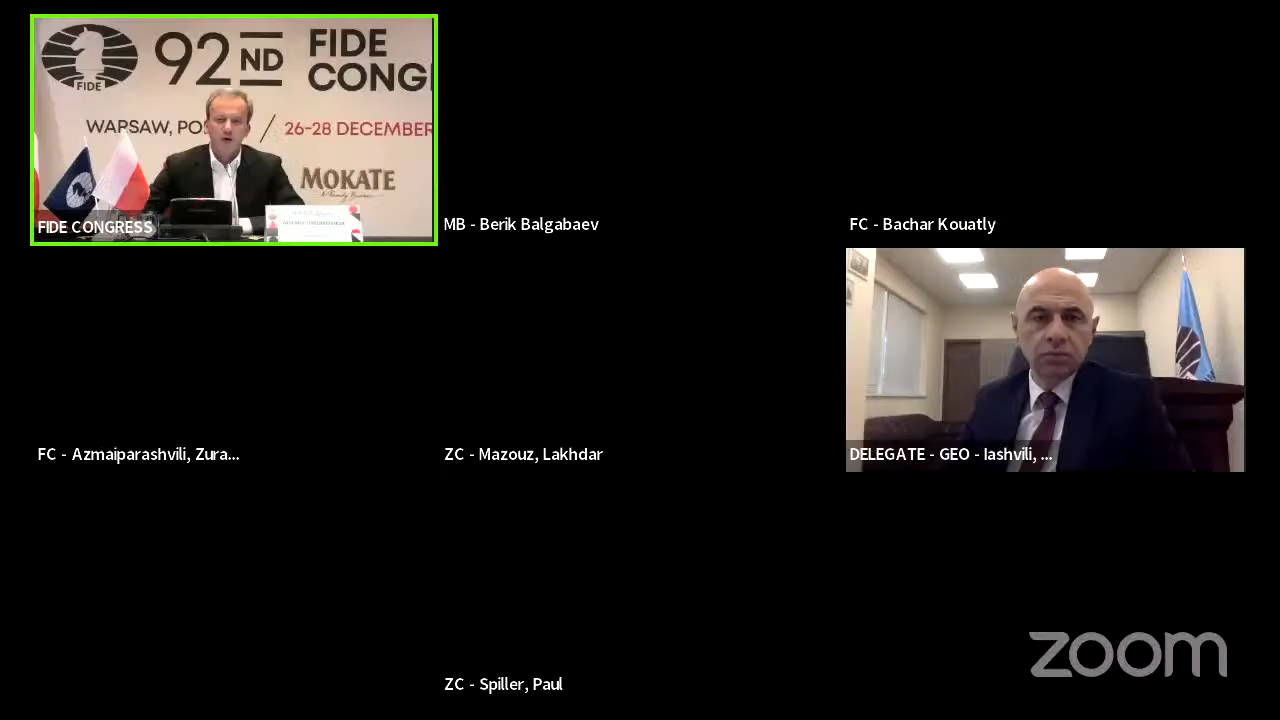 92ND
FIDE
CONG
FIDE
WARSAW, PO / 26-28 DECEMBER
MOKATE
FIDE CONGRESS
MB - Berik Balgabaev
FC - Bachar Kouatly
FC - Azmaiparashvili, Zura...
ZC - Mazouz, Lakhdar
DELEGATE - GEO - Iashvili, ...
ZC - Spiller, Paul
zoom